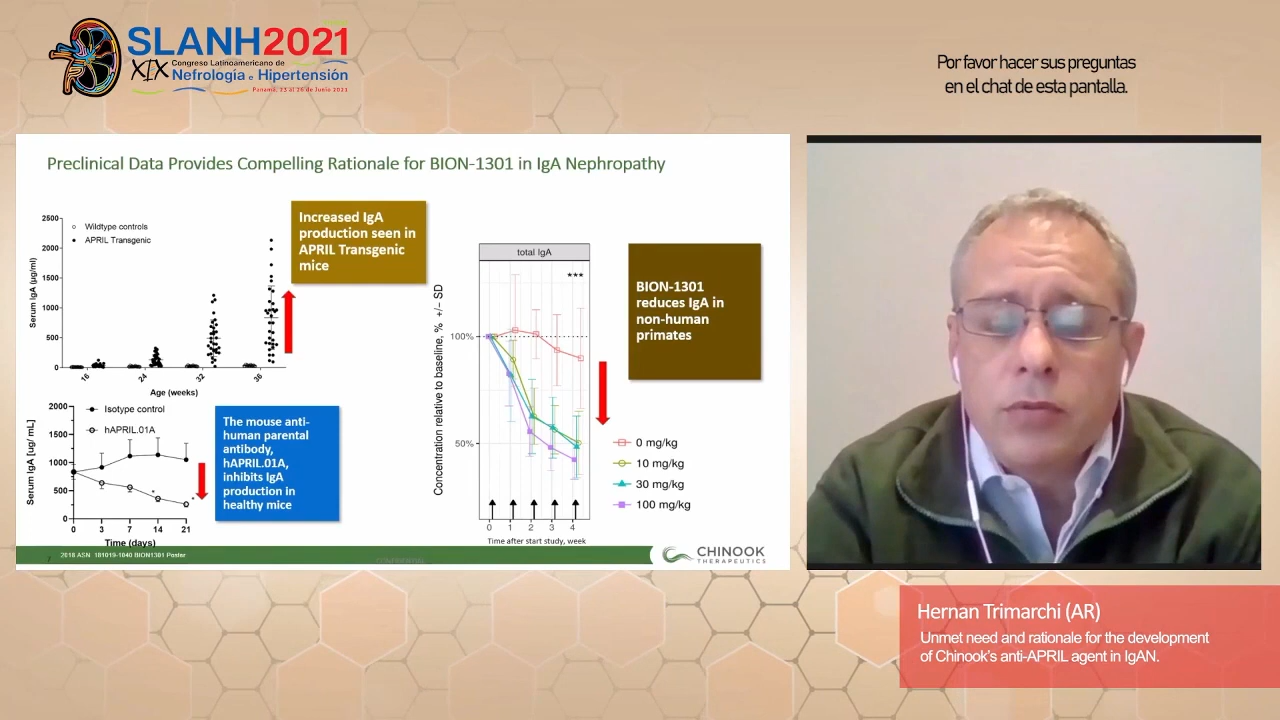 SLANH2021
XIX Congreso Latinoamericano de
Nefrología e Hipertensión
Panamá, 23 al 26 de Junio 2021
Por favor hacer sus preguntas
en el chat de esta pantalla.
Preclinical Data Provides Compelling Rationale for BION-1301 in IgA Nephropathy
2500
2000
1500
1000
500
0
Serum IgA (µg/ml)
Wildtype controls
APRIL Transgenic
16
24
32
36
Age (weeks)
Increased IgA
production seen in
APRIL Transgenic
mice
2000
1500
1000
500
0
Serum IgA [ug/ mL]
Isotype control
hAPRIL.01A
*
*
0
3
7
14
21
Time (days)
The mouse anti-
human parental
antibody,
hAPRIL.01A,
inhibits IgA
production in
healthy mice
total IgA
***
Concentration relative to baseline, % +/− SD
100%
50%
0
1
2
3
4
Time after start study, week
BION-1301
reduces IgA in
non-human
primates
0 mg/kg
10 mg/kg
30 mg/kg
100 mg/kg
7
2018 ASN 181019-1040 BION1301 Poster
CONFIDENTIAL
CHINOOK
THERAPEUTICS
Hernan Trimarchi (AR)
Unmet need and rationale for the development
of Chinook's anti-APRIL agent in IgAN.